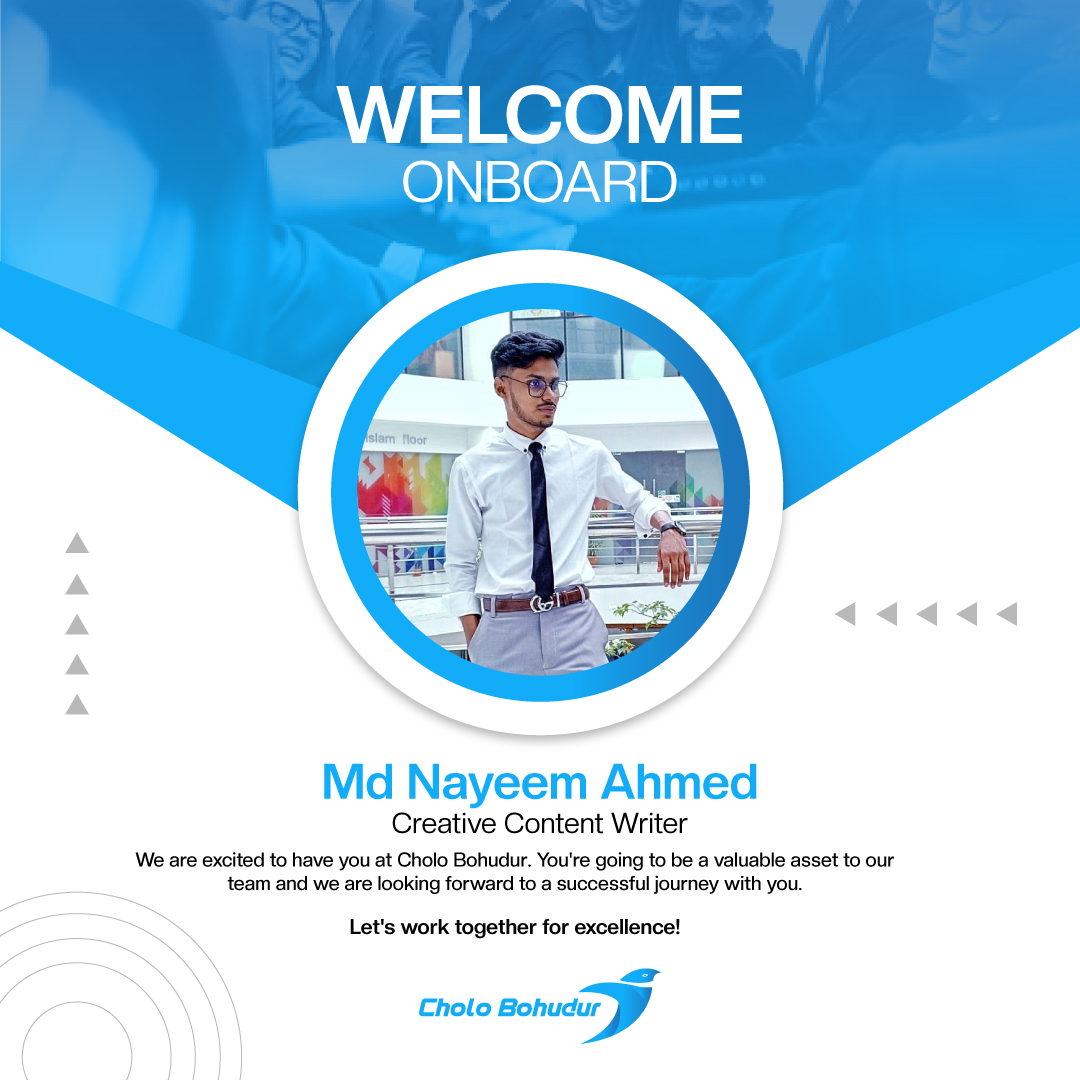 WELCOME
ONBOARD
islam floor
Md Nayeem Ahmed
Creative Content Writer
We are excited to have you at Cholo Bohudur. You're going to be a valuable asset to our
team and we are looking forward to a successful journey with you.
Let's work together for excellence!
Cholo Bohudur